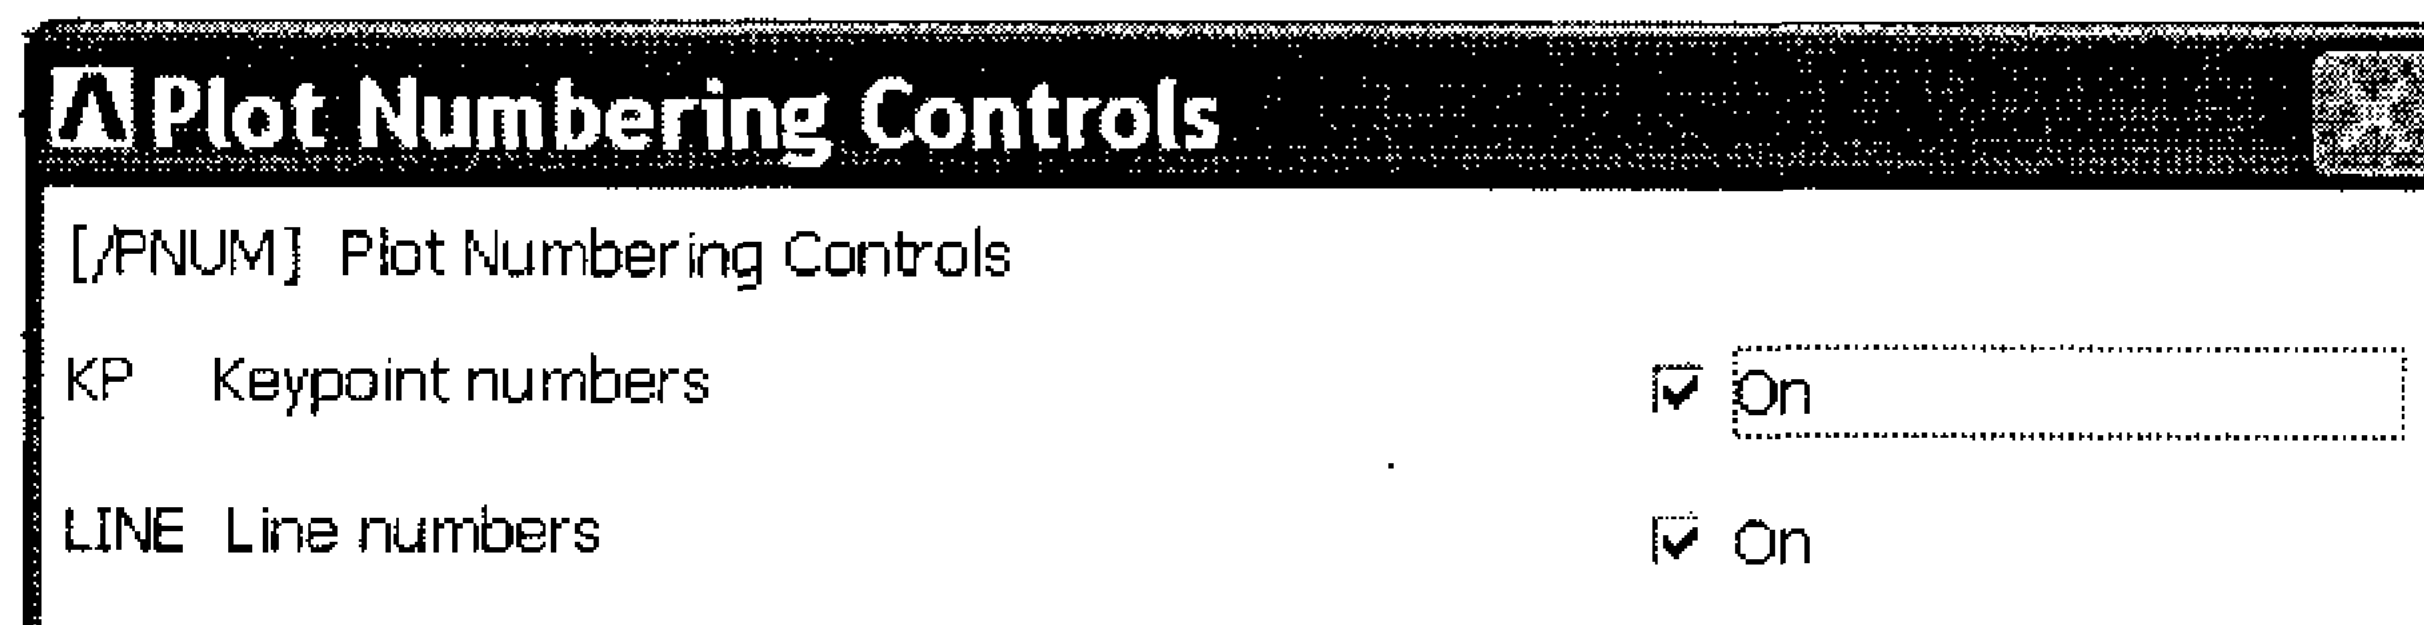 Plot Numbering Controls
[/PNUM] Plot Numbering Controls
KP Keypoint numbers On
LINE Line numbers On